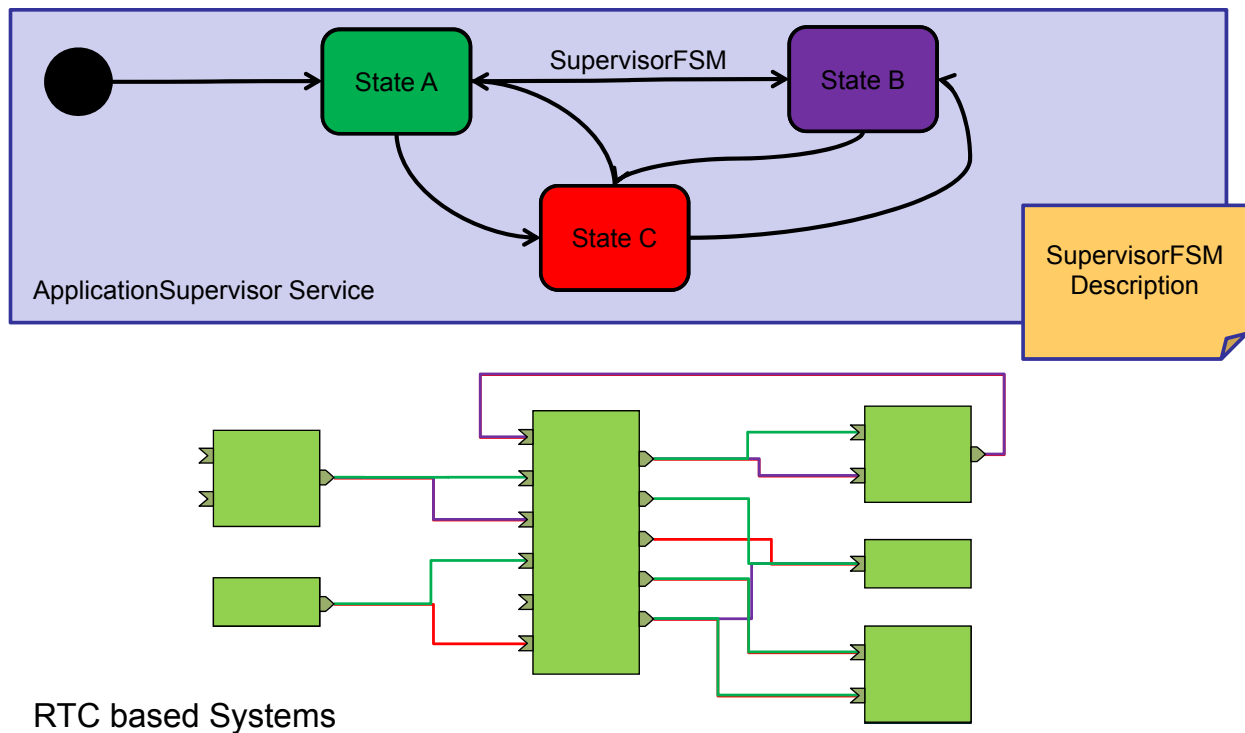 SupervisorFSM
State A
State B
State C
SupervisorFSM
Description
ApplicationSupervisor Service
RTC based Systems